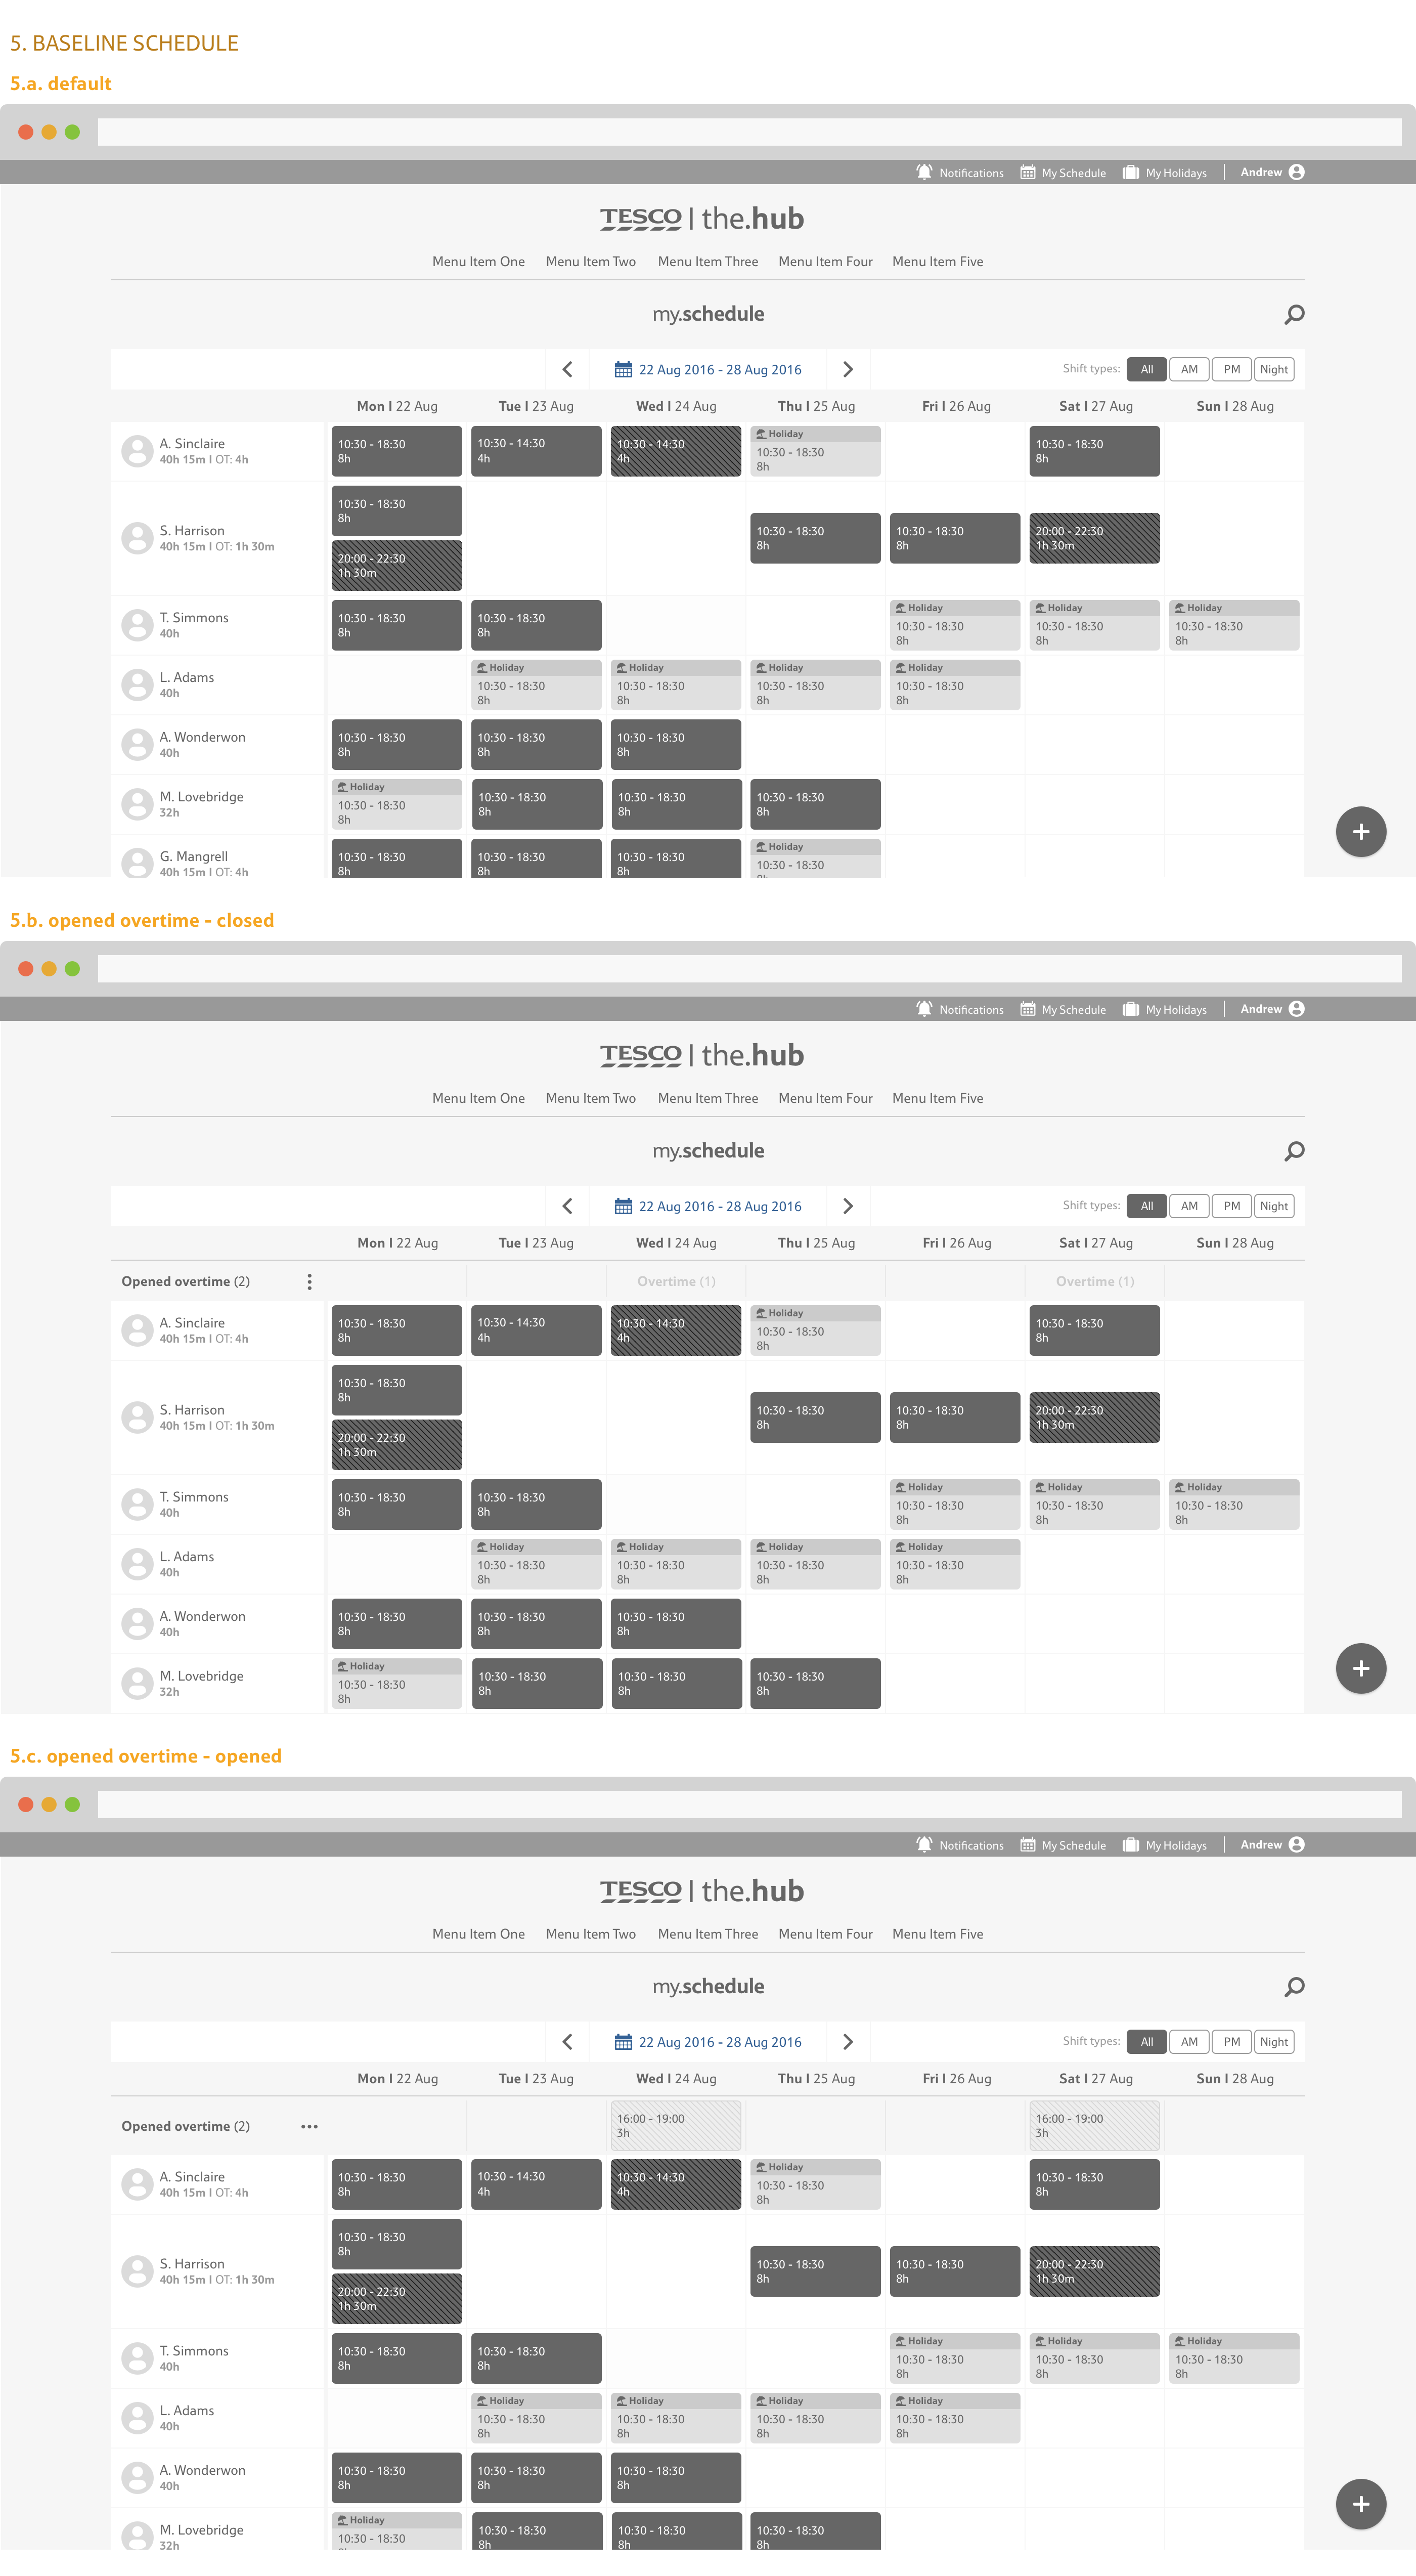 5. BASELINE SCHEDULE
5.a. default
Notifications My Schedule My Holidays | Andrew
TESCO | the.hub
Menu Item One Menu Item Two Menu Item Three Menu Item Four Menu Item Five
my.schedule
22 Aug 2016 - 28 Aug 2016 Shift types: All AM PM Night
Mon | 22 Aug Tue | 23 Aug Wed | 24 Aug Thu | 25 Aug Fri | 26 Aug Sat | 27 Aug Sun | 28 Aug
Holiday
A. Sinclaire 10:30 - 18:30 10:30 - 14:30 10:30 - 14:30 10:30 - 18:30 10:30 - 18:30
40h 15m | OT: 4h 8h 4h 4h 8h 8h
10:30 - 18:30
8h
S. Harrison 10:30 - 18:30 10:30 - 18:30 20:00 - 22:30
40h 15m | OT: 1h 30m 8h 8h 1h 30m
20:00 - 22:30
1h 30m
Holiday Holiday Holiday
T. Simmons 10:30 - 18:30 10:30 - 18:30 10:30 - 18:30 10:30 - 18:30 10:30 - 18:30
40h 8h 8h 8h 8h 8h
Holiday Holiday Holiday Holiday
L. Adams 10:30 - 18:30 10:30 - 18:30 10:30 - 18:30 10:30 - 18:30
40h 8h 8h 8h 8h
A. Wonderwon 10:30 - 18:30 10:30 - 18:30 10:30 - 18:30
40h 8h 8h 8h
Holiday
M. Lovebridge 10:30 - 18:30 10:30 - 18:30 10:30 - 18:30 10:30 - 18:30
32h 8h 8h 8h 8h
Holiday
G. Mangrell 10:30 - 18:30 10:30 - 18:30 10:30 - 18:30 10:30 - 18:30
40h 15m | OT: 4h 8h 8h 8h 8h
5.b. opened overtime - closed
Notifications My Schedule My Holidays | Andrew
TESCO | the.hub
Menu Item One Menu Item Two Menu Item Three Menu Item Four Menu Item Five
my.schedule
22 Aug 2016 - 28 Aug 2016 Shift types: All AM PM Night
Mon | 22 Aug Tue | 23 Aug Wed | 24 Aug Thu | 25 Aug Fri | 26 Aug Sat | 27 Aug Sun | 28 Aug
Opened overtime (2) Overtime (1) Overtime (1)
Holiday
A. Sinclaire 10:30 - 18:30 10:30 - 14:30 10:30 - 14:30 10:30 - 18:30 10:30 - 18:30
40h 15m | OT: 4h 8h 4h 4h 8h 8h
10:30 - 18:30
8h
S. Harrison 10:30 - 18:30 10:30 - 18:30 20:00 - 22:30
40h 15m | OT: 1h 30m 8h 8h 1h 30m
20:00 - 22:30
1h 30m
Holiday Holiday Holiday
T. Simmons 10:30 - 18:30 10:30 - 18:30 10:30 - 18:30 10:30 - 18:30 10:30 - 18:30
40h 8h 8h 8h 8h 8h
Holiday Holiday Holiday Holiday
L. Adams 10:30 - 18:30 10:30 - 18:30 10:30 - 18:30 10:30 - 18:30
40h 8h 8h 8h 8h
A. Wonderwon 10:30 - 18:30 10:30 - 18:30 10:30 - 18:30
40h 8h 8h 8h
Holiday
M. Lovebridge 10:30 - 18:30 10:30 - 18:30 10:30 - 18:30 10:30 - 18:30
32h 8h 8h 8h 8h
5.c. opened overtime - opened
Notifications My Schedule My Holidays | Andrew
TESCO | the.hub
Menu Item One Menu Item Two Menu Item Three Menu Item Four Menu Item Five
my.schedule
22 Aug 2016 - 28 Aug 2016 Shift types: All AM PM Night
Mon | 22 Aug Tue | 23 Aug Wed | 24 Aug Thu | 25 Aug Fri | 26 Aug Sat | 27 Aug Sun | 28 Aug
Opened overtime (2) 16:00 - 19:00 16:00 - 19:00
3h 3h
Holiday
A. Sinclaire 10:30 - 18:30 10:30 - 14:30 10:30 - 14:30 10:30 - 18:30 10:30 - 18:30
40h 15m | OT: 4h 8h 4h 4h 8h 8h
10:30 - 18:30
8h
S. Harrison 10:30 - 18:30 10:30 - 18:30 20:00 - 22:30
40h 15m | OT: 1h 30m 8h 8h 1h 30m
20:00 - 22:30
1h 30m
Holiday Holiday Holiday
T. Simmons 10:30 - 18:30 10:30 - 18:30 10:30 - 18:30 10:30 - 18:30 10:30 - 18:30
40h 8h 8h 8h 8h 8h
Holiday Holiday Holiday Holiday
L. Adams 10:30 - 18:30 10:30 - 18:30 10:30 - 18:30 10:30 - 18:30
40h 8h 8h 8h 8h
A. Wonderwon 10:30 - 18:30 10:30 - 18:30 10:30 - 18:30
40h 8h 8h 8h
Holiday
M. Lovebridge 10:30 - 18:30 10:30 - 18:30 10:30 - 18:30 10:30 - 18:30
32h 8h 8h 8h